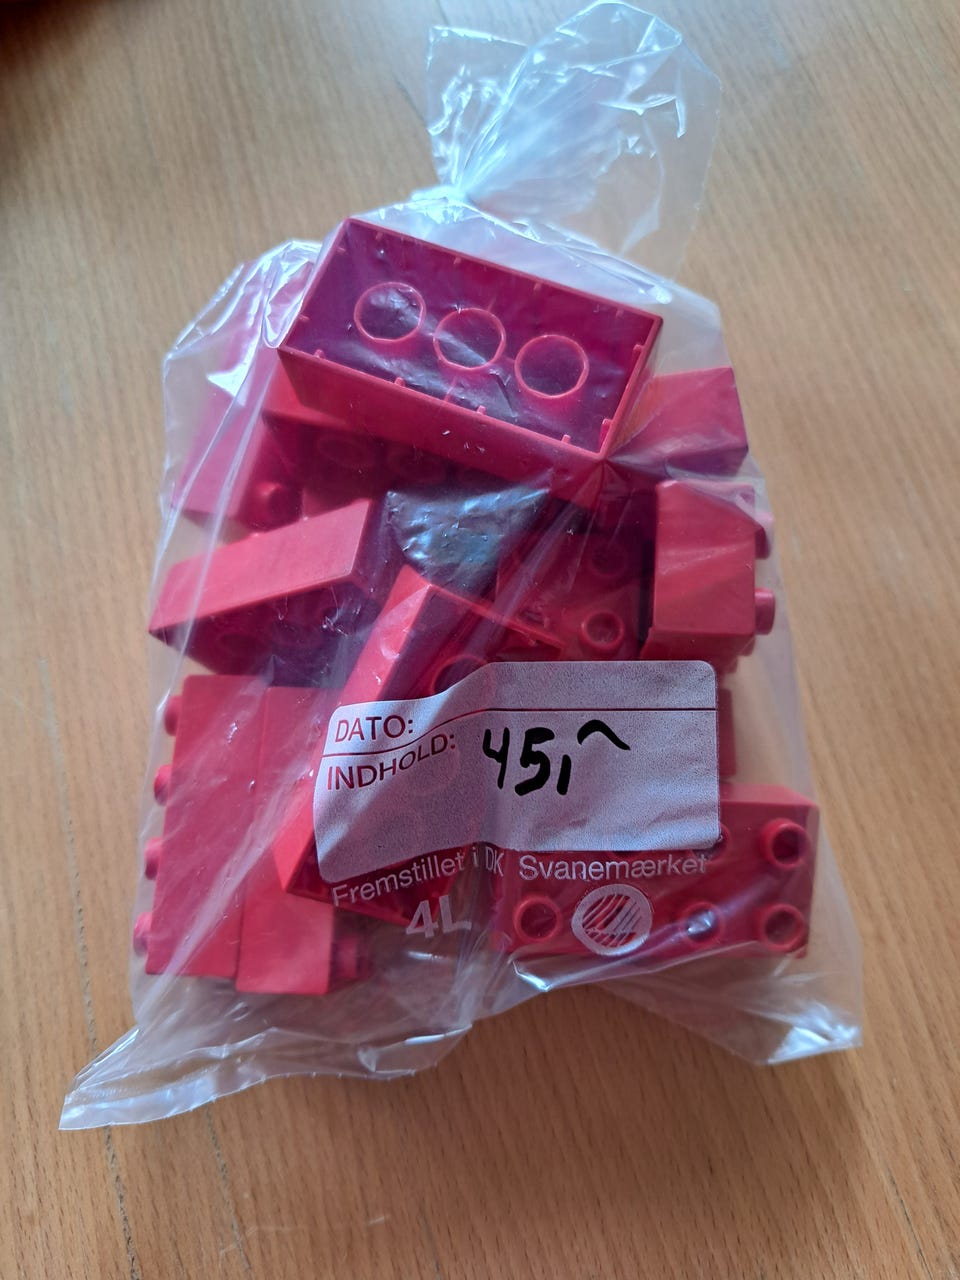 DATO:
INDHOLD: 45,-
Fremstillet i DK Svanemærket
4L